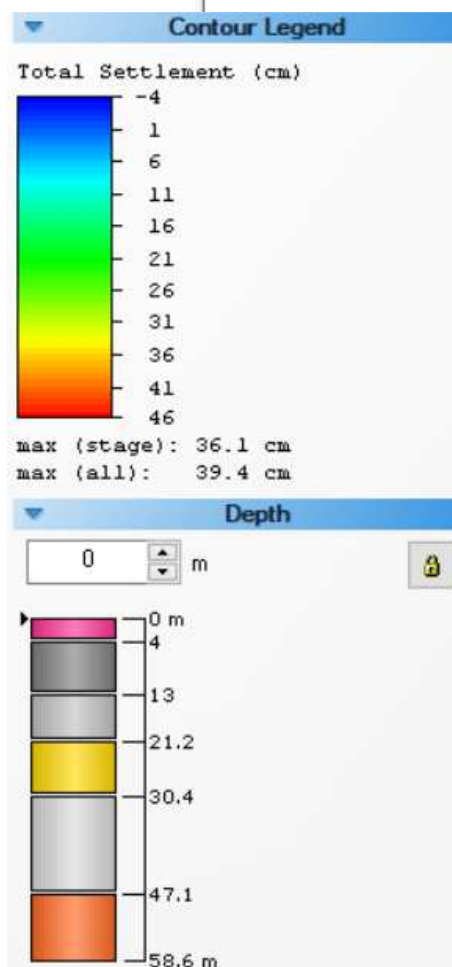 Contour Legend
Total Settlement (cm)
-4
1
6
11
16
21
26
31
36
41
46
max (stage): 36.1 cm
max (all): 39.4 cm
Depth
0 m
0 m
4
13
21.2
30.4
47.1
58.6 m